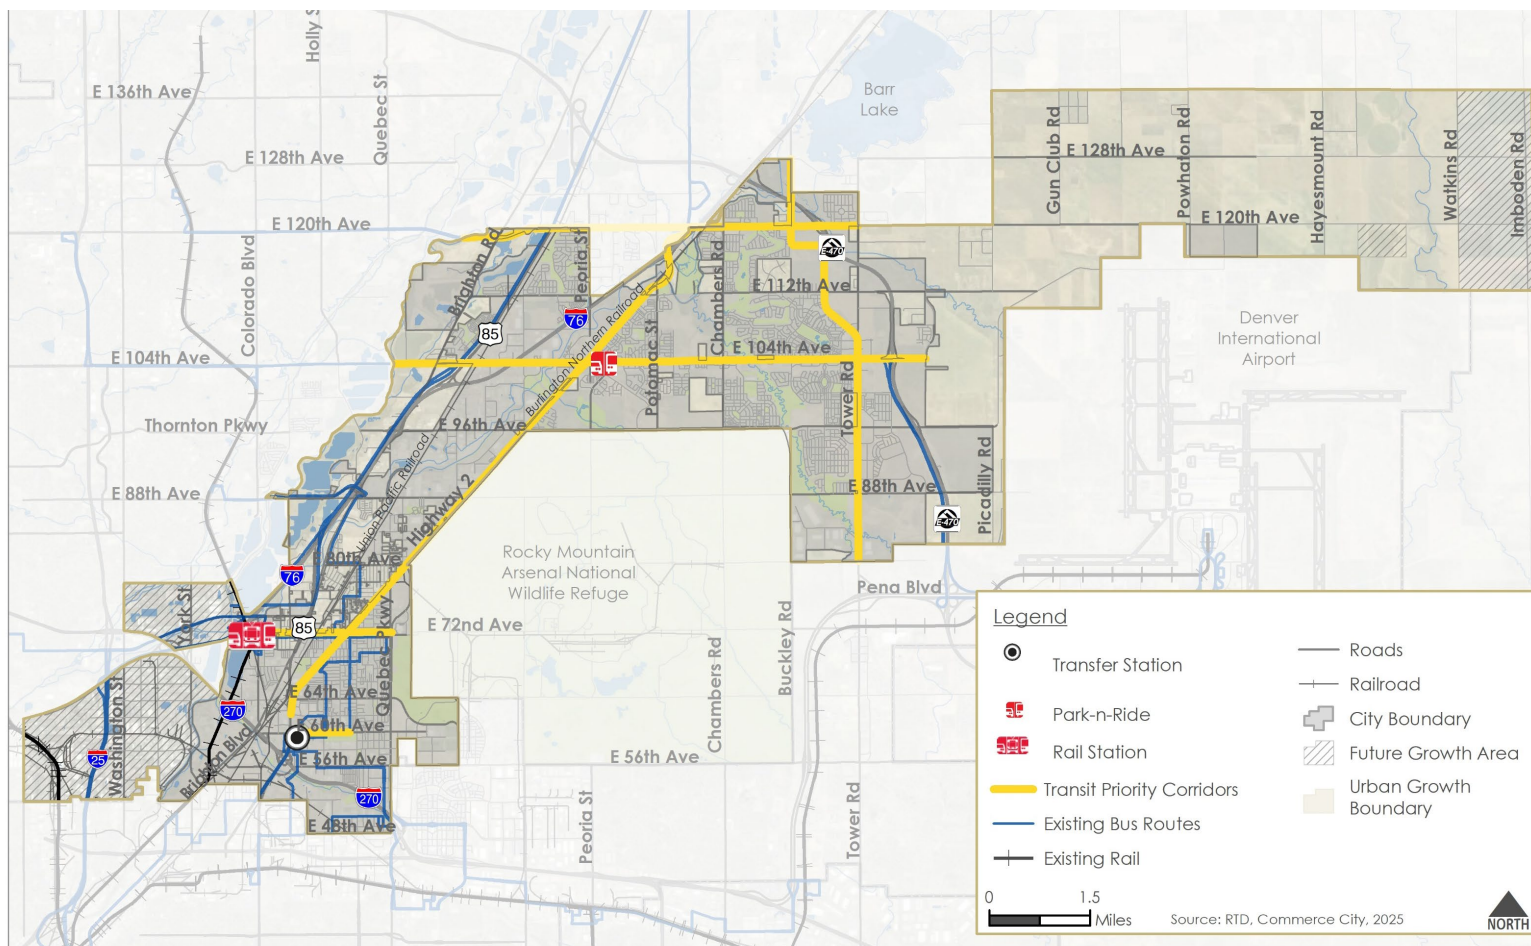 Holly St
Quebec St
E 136th Ave
Barr
Lake
E 128th Ave
Gun Club Rd
E 128th Ave
Powhaton Rd
Hayesmount Rd
Watkins Rd
Imboden Rd
E 120th Ave
E 120th Ave
Colorado Blvd
Brighton Rd
Peoria St
Chambers Rd
E-470
E 112th Ave
76
85
Burlington Northern Railroad
Denver
International
Airport
E 104th Ave
E 104th Ave
Potomac St
Tower Rd
Thornton Pkwy
E 96th Ave
Union Pacific Railroad
Highway 2
E 88th Ave
E 88th Ave
Picadilly Rd
E-470
Rocky Mountain
Arsenal National
Wildlife Refuge
E 80th Ave
76
Pena Blvd
York St
85
Quebec Pkwy
E 72nd Ave
Chambers Rd
Buckley Rd
E 64th Ave
270
Washington St
E 60th Ave
25
Brighton Blvd
E 56th Ave
E 56th Ave
270
E 48th Ave
Peoria St
Tower Rd
Legend
Transfer Station
Park-n-Ride
Rail Station
Transit Priority Corridors
Existing Bus Routes
Existing Rail
Roads
Railroad
City Boundary
Future Growth Area
Urban Growth
Boundary
0 1.5
Miles
Source: RTD, Commerce City, 2025
NORTH